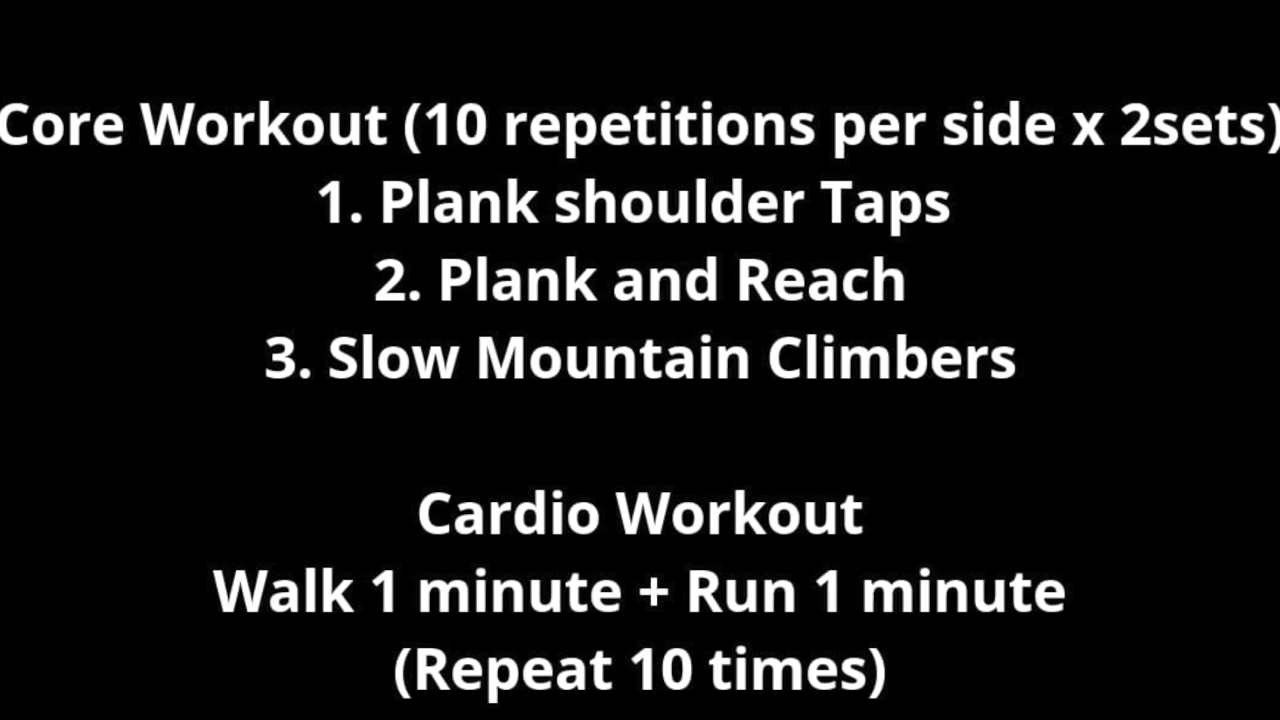 Core Workout (10 repetitions per side x 2sets)
1. Plank shoulder Taps
2. Plank and Reach
3. Slow Mountain Climbers
Cardio Workout
Walk 1 minute + Run 1 minute
(Repeat 10 times)